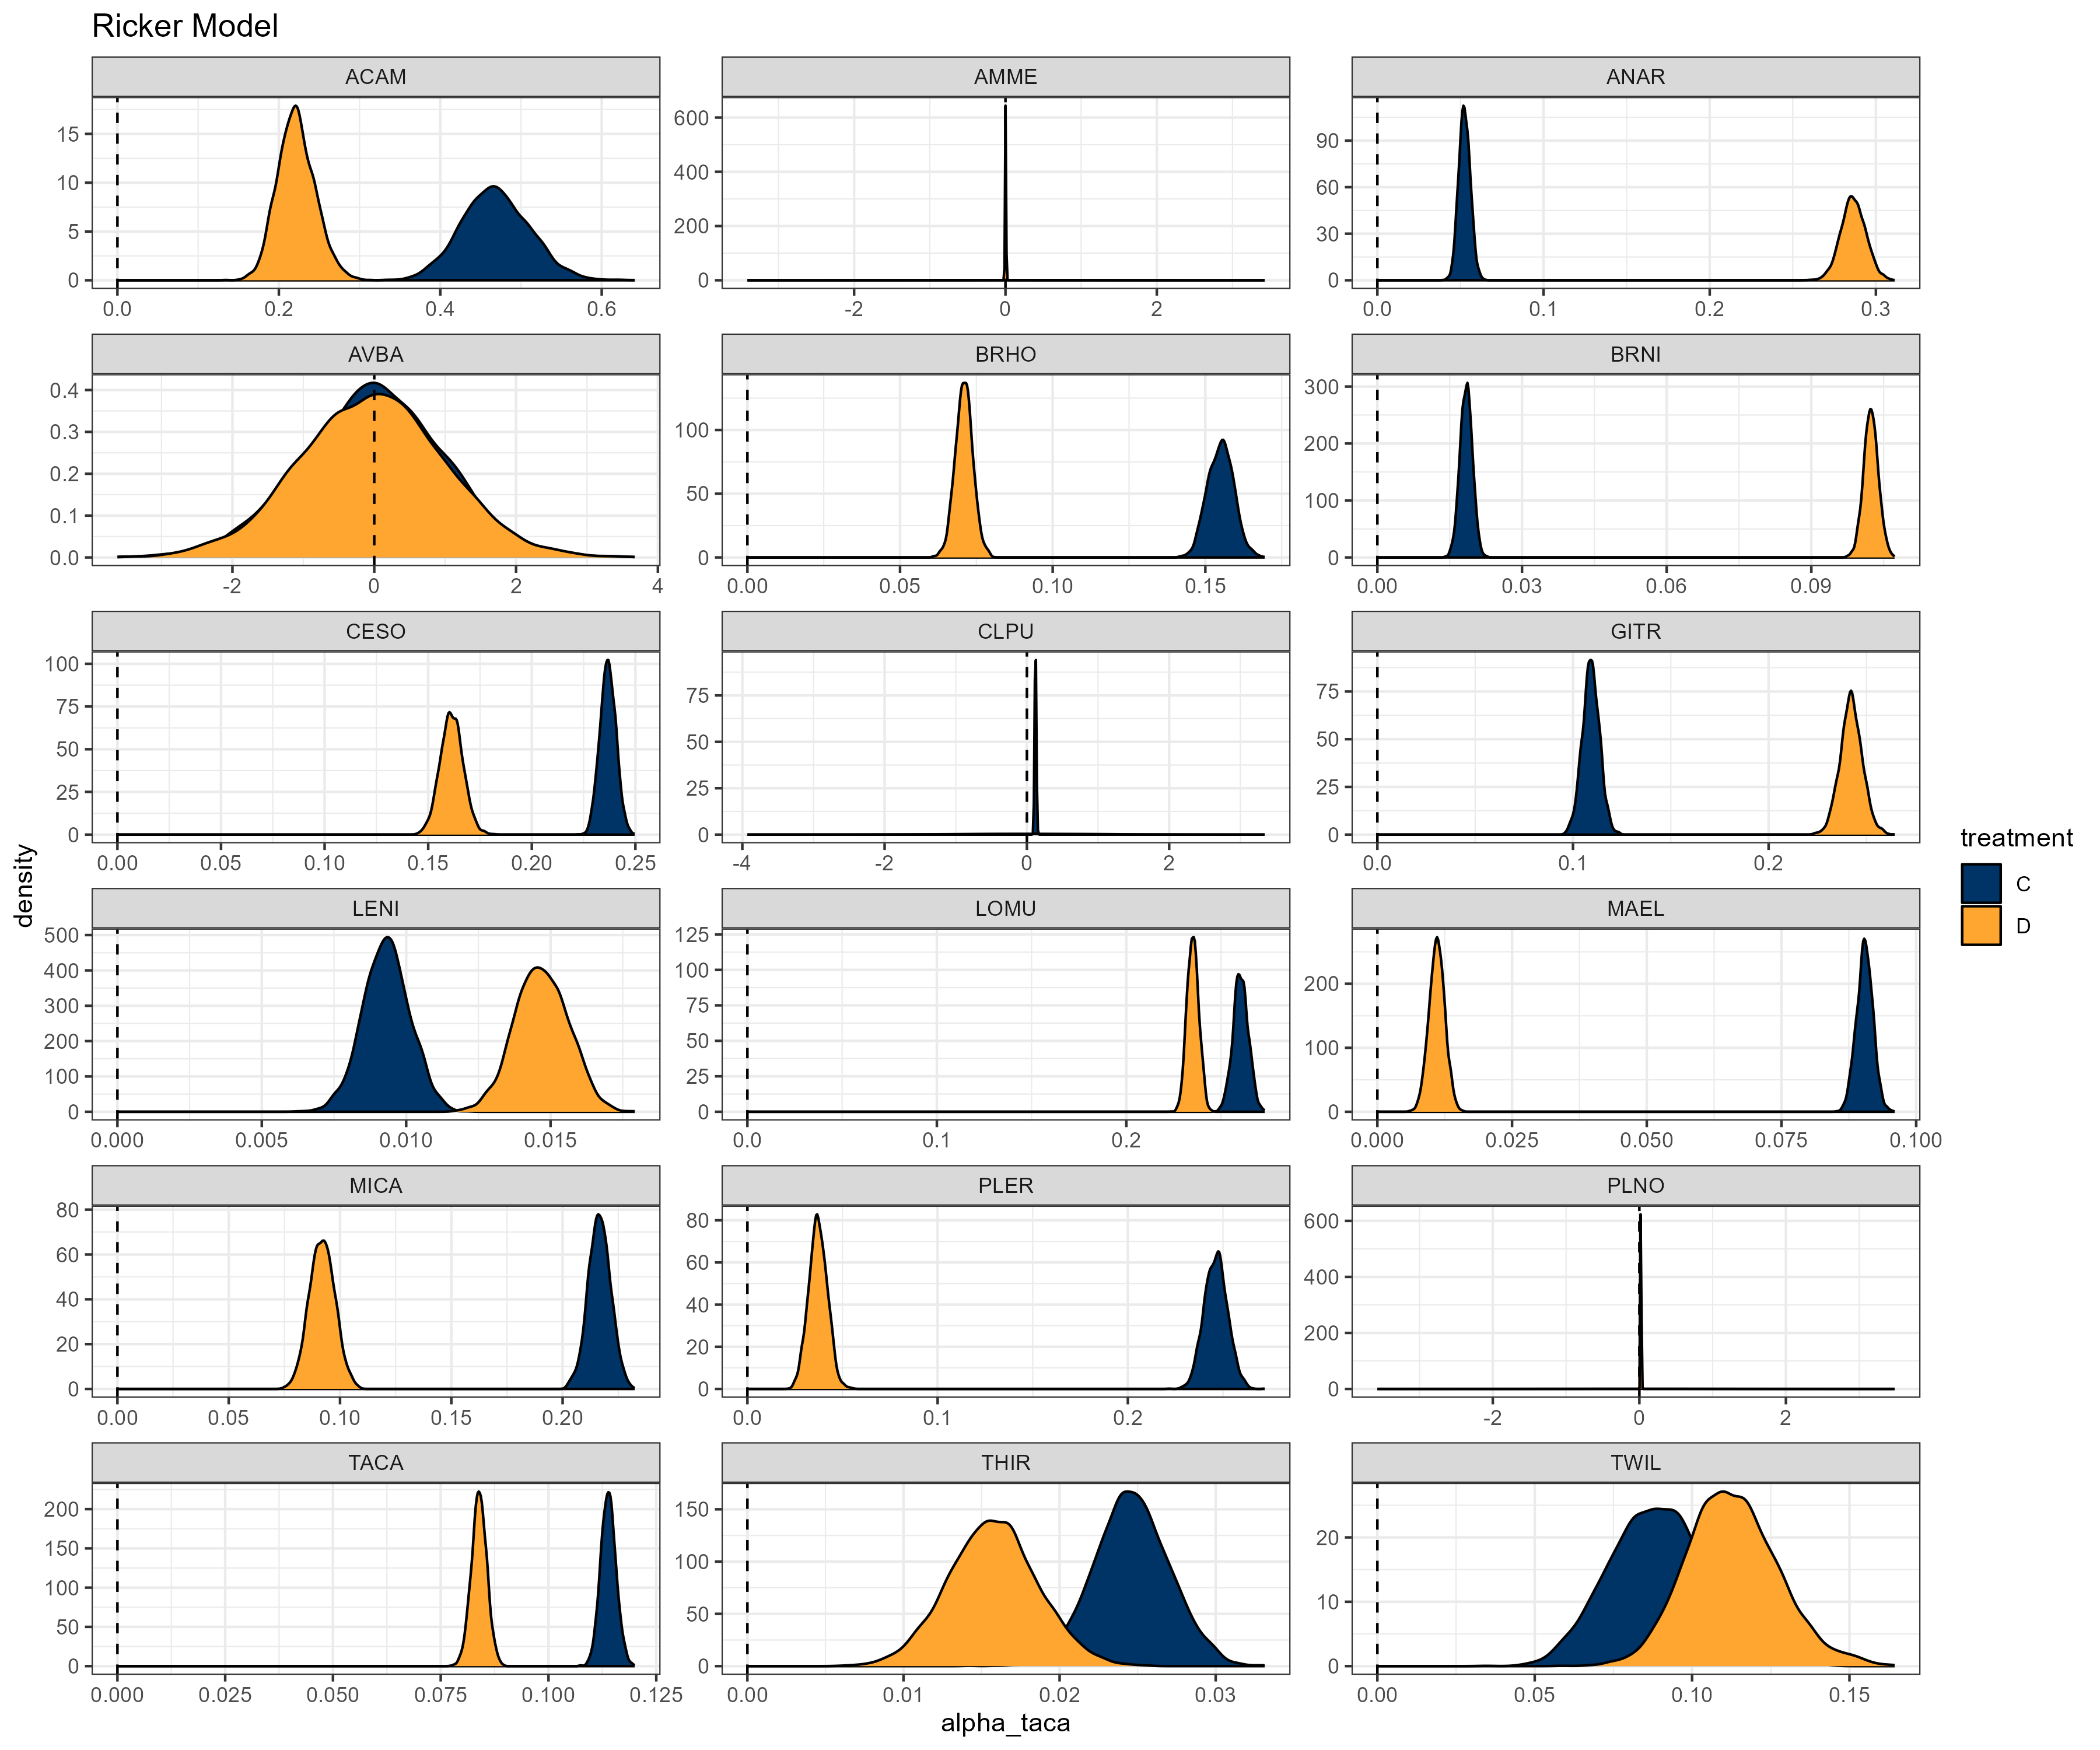 Ricker Model
ACAM AMME ANAR
15 10 5 0
600 400 200 0
90 60 30 0
0.0 0.2 0.4 0.6
-2 0 2
0.0 0.1 0.2 0.3
AVBA BRHO BRNI
0.4 0.3 0.2 0.1 0.0
100 50 0
300 200 100 0
-2 0 2 4
0.00 0.05 0.10 0.15
0.00 0.03 0.06 0.09
CESO CLPU GITR
100 75 50 25 0
75 50 25 0
75 50 25 0
0.00 0.05 0.10 0.15 0.20 0.25
-4 -2 0 2
0.0 0.1 0.2
LENI LOMU MAEL
500 400 300 200 100 0
125 100 75 50 25 0
200 100 0
0.000 0.005 0.010 0.015
0.0 0.1 0.2
0.000 0.025 0.050 0.075 0.100
MICA PLER PLNO
80 60 40 20 0
80 60 40 20 0
600 400 200 0
0.00 0.05 0.10 0.15 0.20
0.0 0.1 0.2
-2 0 2
TACA THIR TWIL
200 150 100 50 0
150 100 50 0
20 10 0
0.000 0.025 0.050 0.075 0.100 0.125
0.00 0.01 0.02 0.03
0.00 0.05 0.10 0.15
density
alpha_taca
treatment
C
D